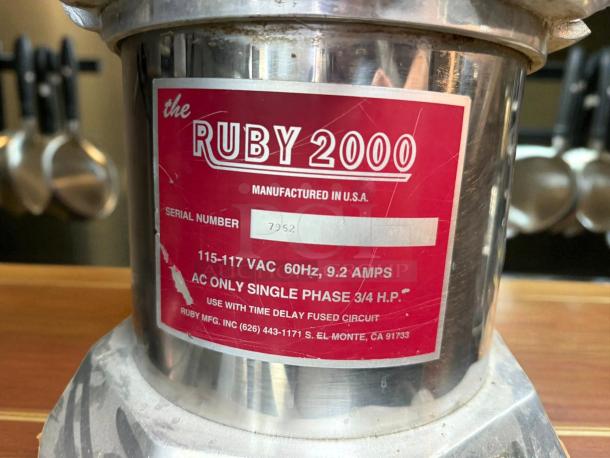 the
RUBY 2000
MANUFACTURED IN U.S.A.
SERIAL NUMBER 7962
115-117 VAC 60Hz, 9.2 AMPS
AC ONLY SINGLE PHASE 3/4 H.P.
USE WITH TIME DELAY FUSED CIRCUIT
RUBY MFG. INC (626) 443-1171 S. EL MONTE, CA 91733